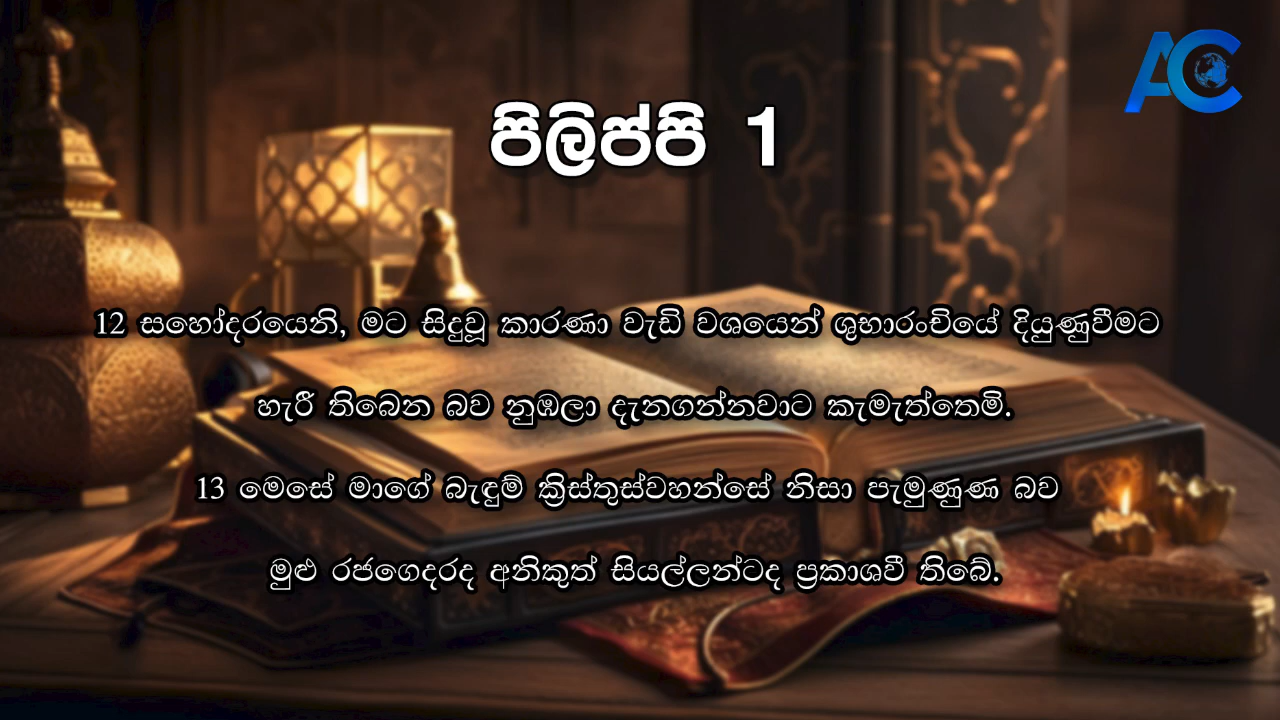 AC
පිලිප්පි 1
12 සහෝදරයෙනි, මට සිදුවූ කාරණා වැඩි වශයෙන් ශුභාරංචියේ දියුණුවීමට
හැරී තිබෙන බව නුඹලා දැනගන්නවාට කැමැත්තෙමි.
13 මෙසේ මාගේ බැඳුම් ක්‍රිස්තුස්වහන්සේ නිසා පැමුණුණ බව
මුළු රජගෙදරද අනිකුත් සියල්ලන්ටද ප්‍රකාශවී තිබේ.